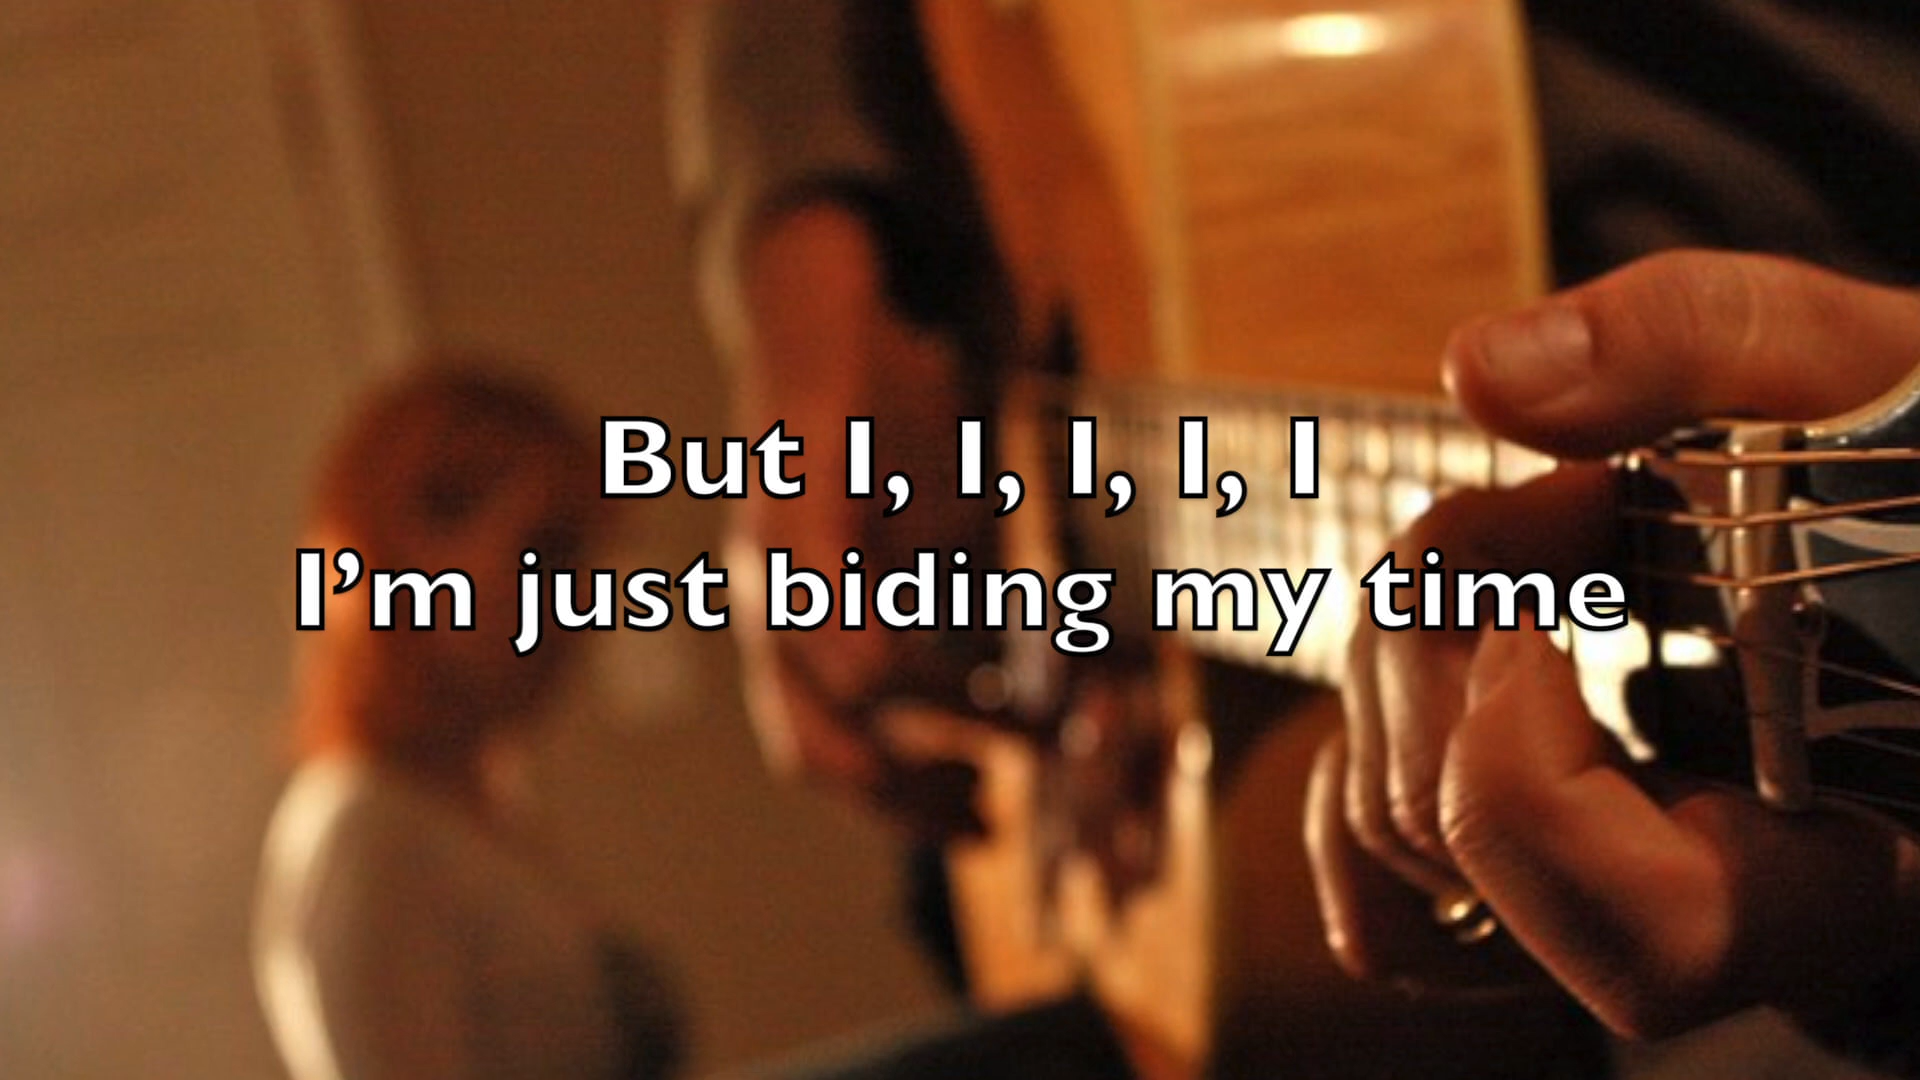 But I, I, I, I, I
I’m just biding my time